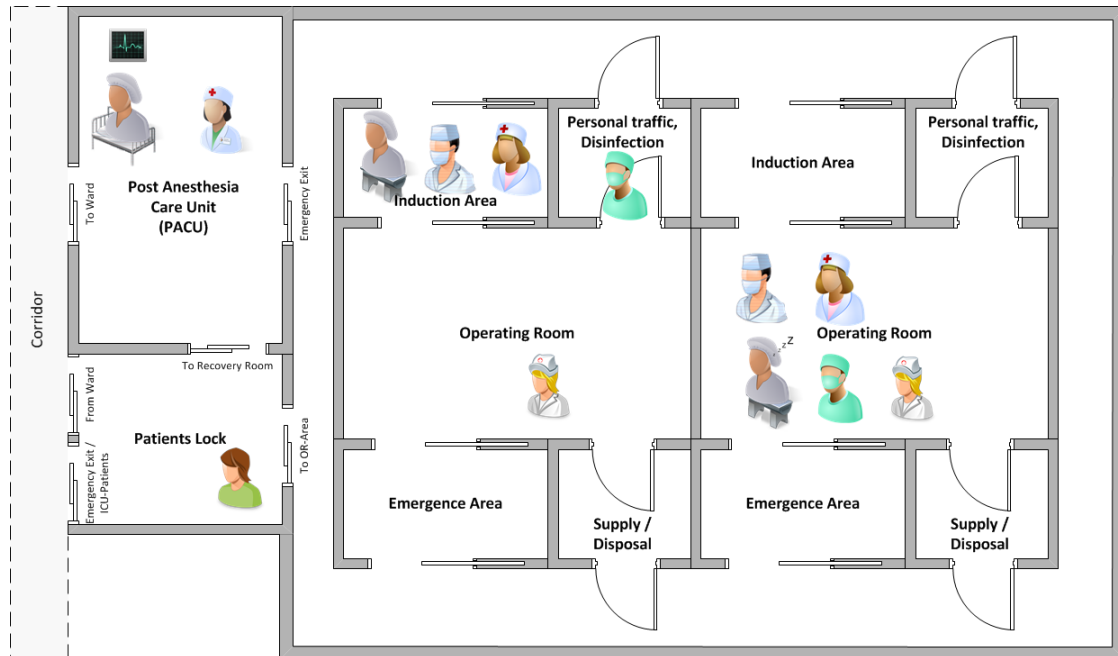 Corridor
Post Anesthesia
Care Unit
(PACU)
To Ward
Emergency Exit
To Recovery Room
From Ward
Patients Lock
Emergency Exit /
ICU-Patients
To OR-Area
Induction Area
Personal traffic,
Disinfection
Operating Room
Emergence Area
Supply /
Disposal
Induction Area
Personal traffic,
Disinfection
z z Z
Operating Room
Emergence Area
Supply /
Disposal